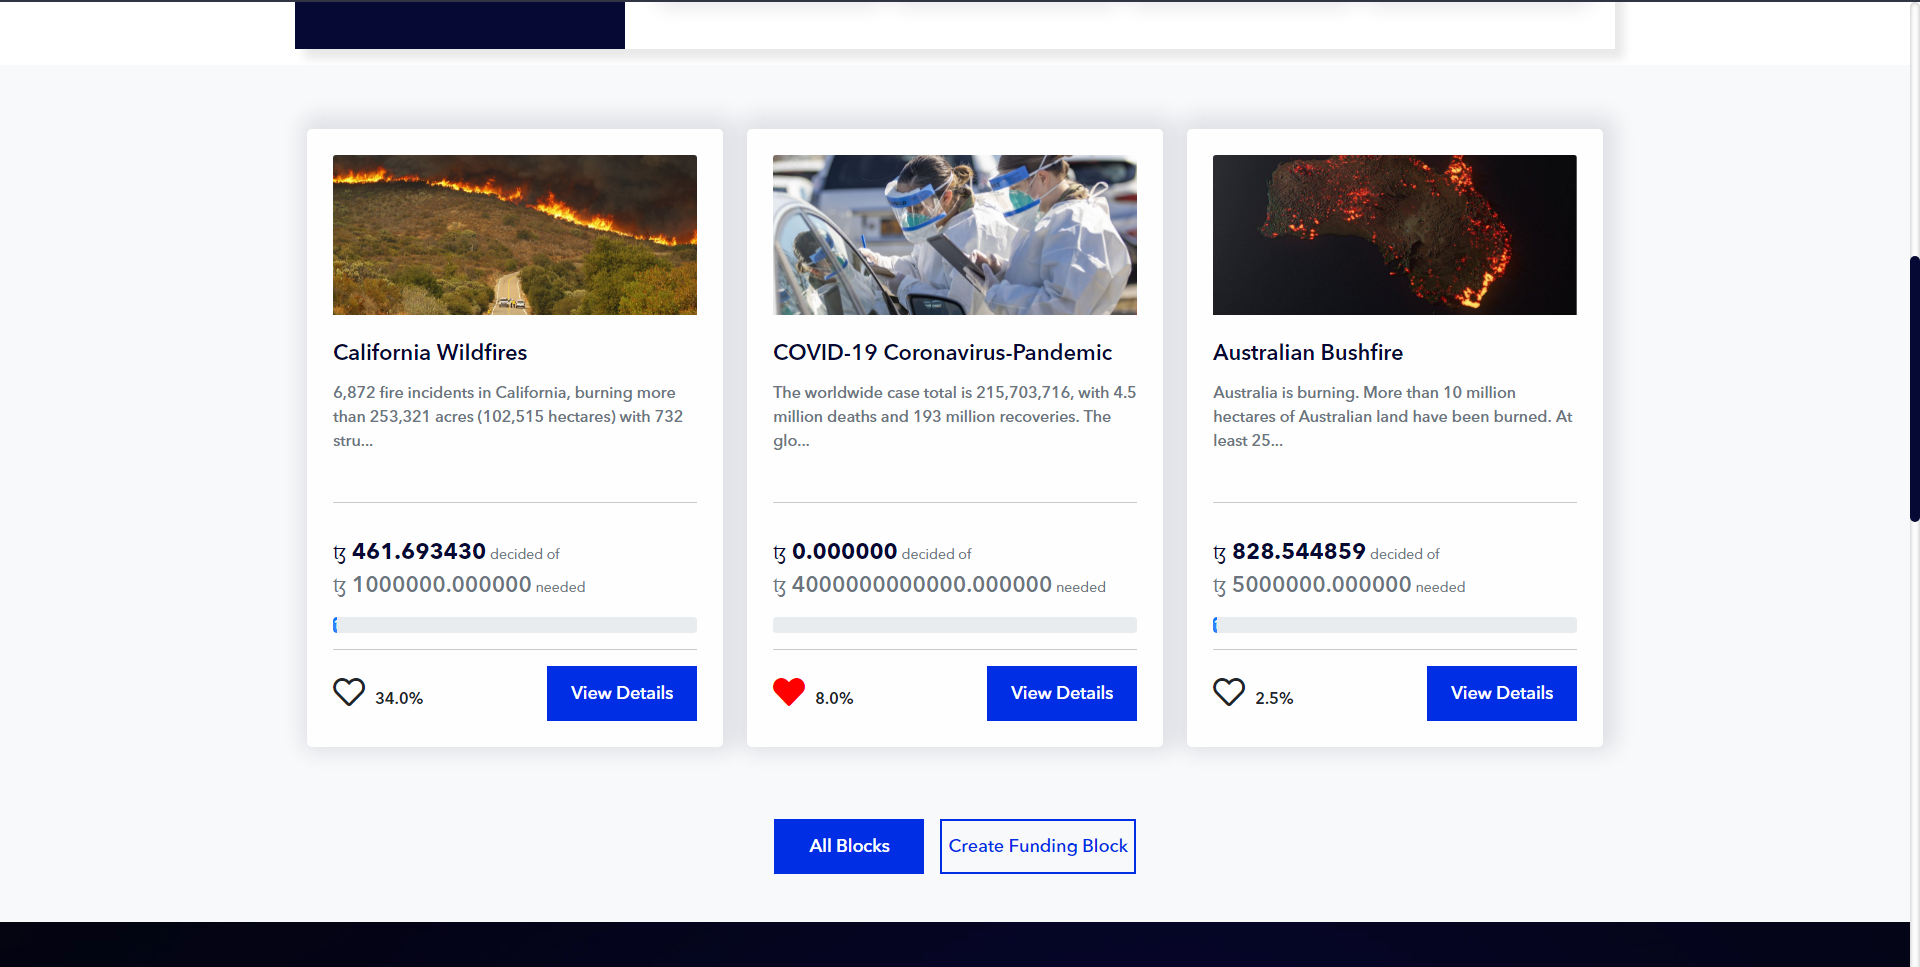 California Wildfires
6,872 fire incidents in California, burning more
than 253,321 acres (102,515 hectares) with 732
stru...
ꜩ 461.693430 decided of
ꜩ 1000000.000000 needed
34.0%
View Details
COVID-19 Coronavirus-Pandemic
The worldwide case total is 215,703,716, with 4.5
million deaths and 193 million recoveries. The
glo...
ꜩ 0.000000 decided of
ꜩ 4000000000000.000000 needed
8.0%
View Details
Australian Bushfire
Australia is burning. More than 10 million
hectares of Australian land have been burned. At
least 25...
ꜩ 828.544859 decided of
ꜩ 5000000.000000 needed
2.5%
View Details
All Blocks
Create Funding Block